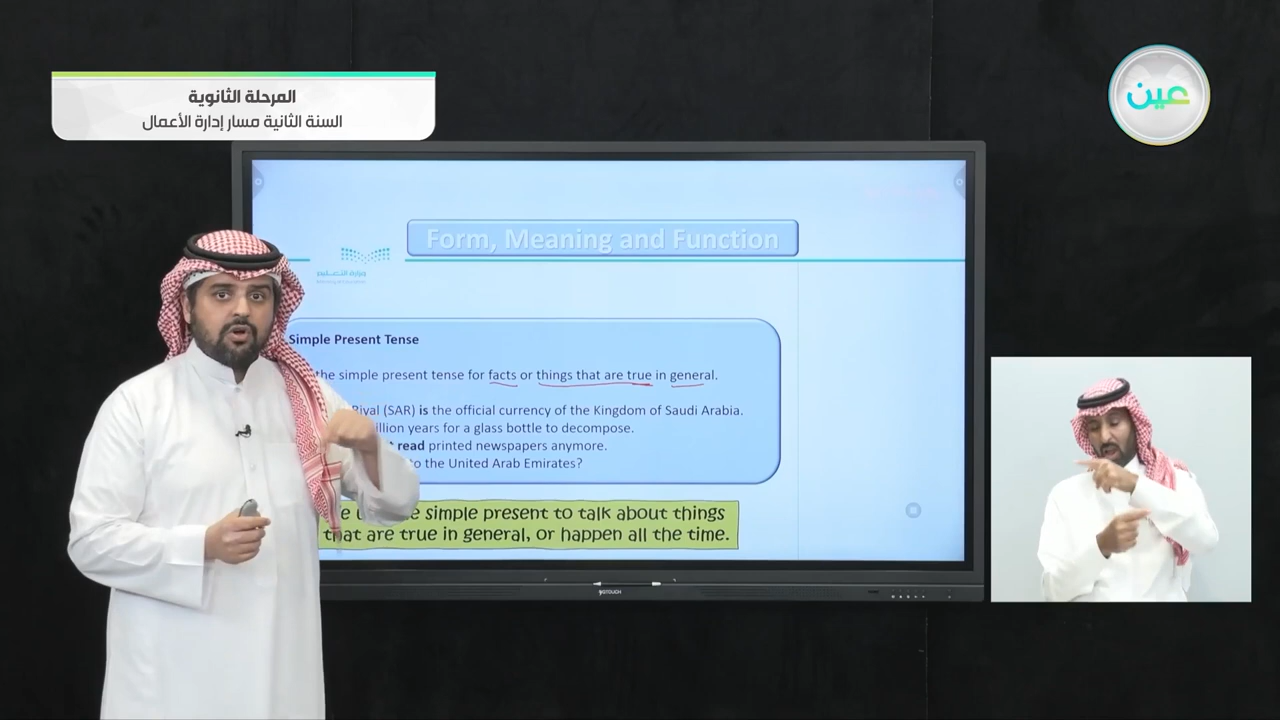 المرحلة الثانوية
السنة الثانية مسار إدارة الأعمال
عين
Form, Meaning and Function
وزارة التعليم
Simple Present Tense
the simple present tense for facts or things that are true in general.
Riyal (SAR) is the official currency of the Kingdom of Saudi Arabia.
years for a glass bottle to decompose.
read printed newspapers anymore.
to the United Arab Emirates?
simple present to talk about things
that are true in general, or happen all the time.